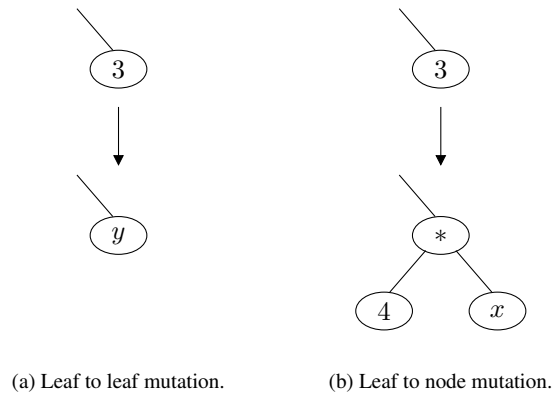 3 3
y *
4 x
(a) Leaf to leaf mutation. (b) Leaf to node mutation.